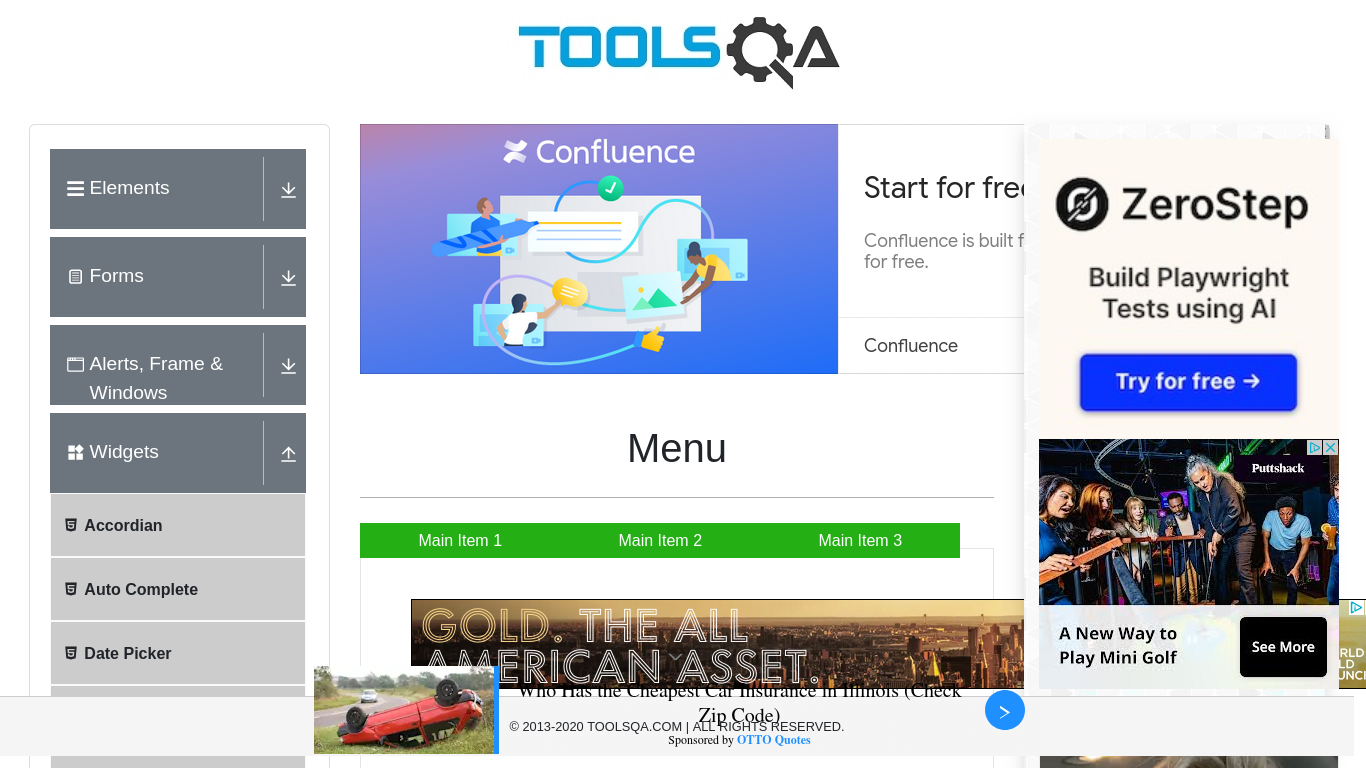 TOOLSQA
Elements
Forms
Alerts, Frame &
Windows
Widgets
Accordian
Auto Complete
Date Picker
Confluence
Start for free
Confluence is built f
for free.
Confluence
ZeroStep
Build Playwright
Tests using AI
Try for free →
Menu
Main Item 1
Main Item 2
Main Item 3
Puttshack
A New Way to
Play Mini Golf
See More
GOLD. THE ALL
AMERICAN ASSET.
Who Has the Cheapest Car Insurance in Illinois (Check
Zip Code)
Sponsored by OTTO Quotes
>
© 2013-2020 TOOLSQA.COM | ALL RIGHTS RESERVED.